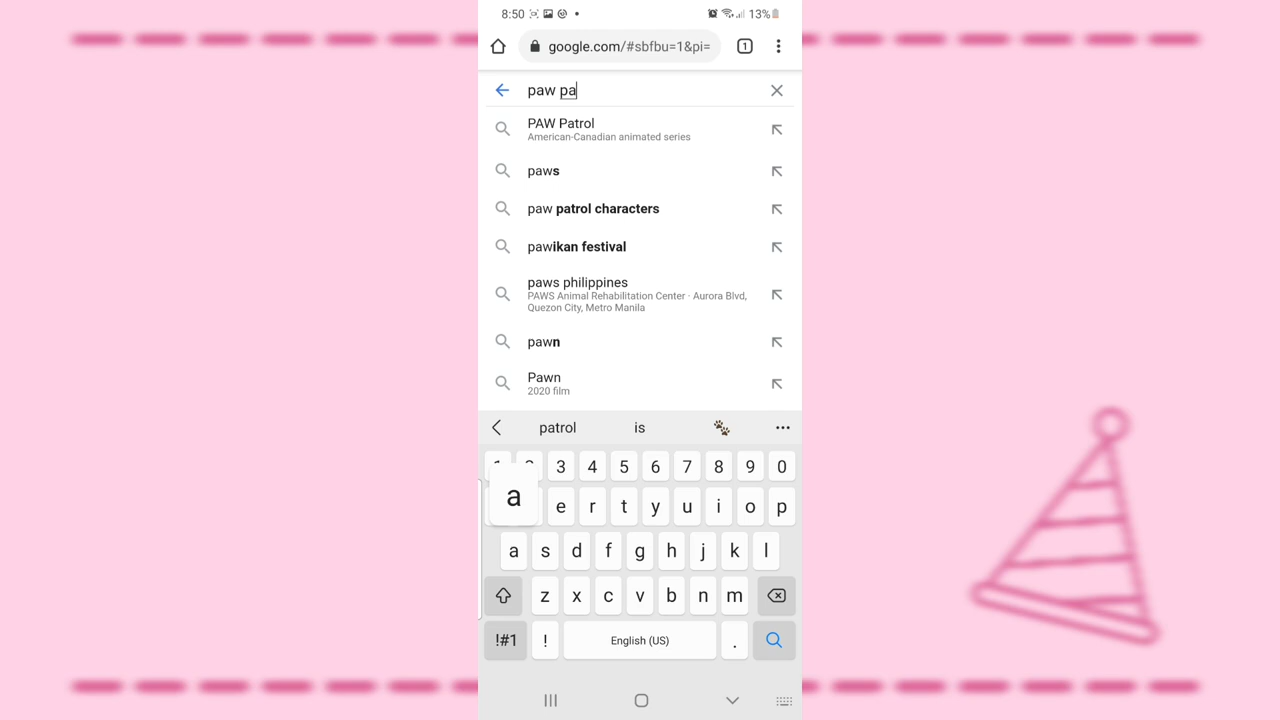 8:50 13%
google.com/#sbfbu=1&pi= 1
paw pa
PAW Patrol
American-Canadian animated series
paws
paw patrol characters
pawikan festival
paws philippines
PAWS Animal Rehabilitation Center · Aurora Blvd,
Quezon City, Metro Manila
pawn
Pawn
2020 film
patrol is
3 4 5 6 7 8 9 0
a e r t y u i o p
a s d f g h j k l
z x c v b n m
!#1 ! English (US) .